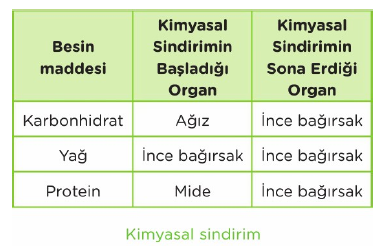 Besin maddesi
Kimyasal Sindirimin Başladığı Organ
Kimyasal Sindirimin Sona Erdiği Organ
Karbonhidrat Ağız İnce bağırsak
Yağ İnce bağırsak İnce bağırsak
Protein Mide İnce bağırsak
Kimyasal sindirim